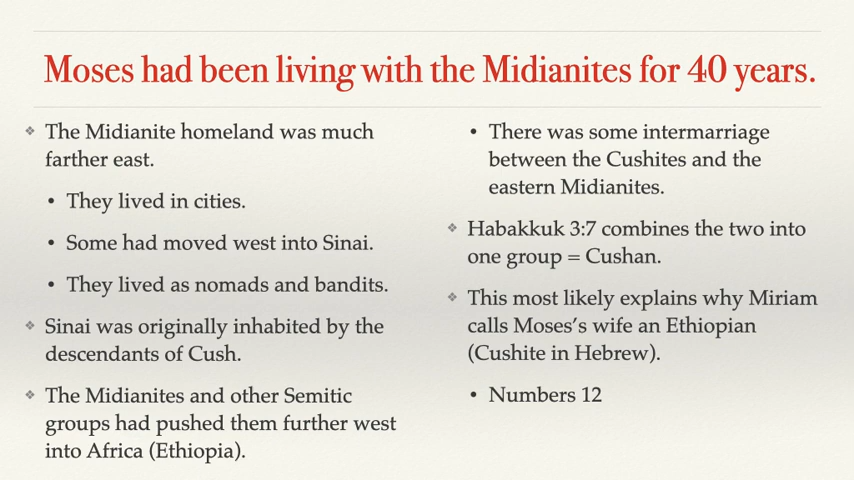 Moses had been living with the Midianites for 40 years.
❖ The Midianite homeland was much
farther east.
• They lived in cities.
• Some had moved west into Sinai.
• They lived as nomads and bandits.
❖ Sinai was originally inhabited by the
descendants of Cush.
❖ The Midianites and other Semitic
groups had pushed them further west
into Africa (Ethiopia).
• There was some intermarriage
between the Cushites and the
eastern Midianites.
❖ Habakkuk 3:7 combines the two into
one group = Cushan.
❖ This most likely explains why Miriam
calls Moses’s wife an Ethiopian
(Cushite in Hebrew).
• Numbers 12